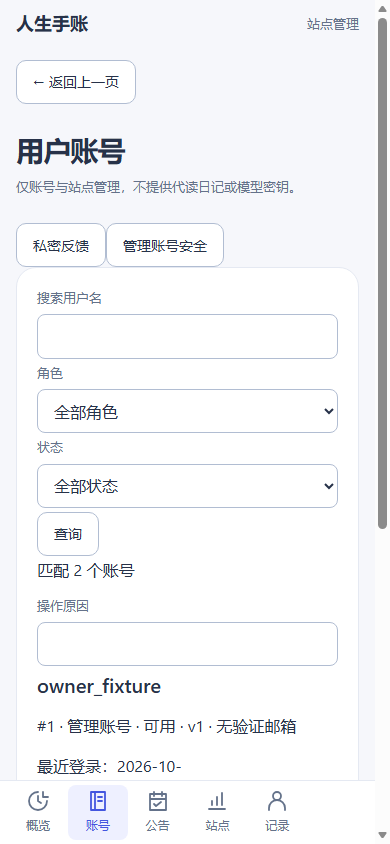 人生手账
站点管理
← 返回上一页
用户账号
仅账号与站点管理，不提供代读日记或模型密钥。
私密反馈
管理账号安全
搜索用户名
角色
全部角色
状态
全部状态
查询
匹配 2 个账号
操作原因
owner_fixture
#1 · 管理账号 · 可用 · v1 · 无验证邮箱
最近登录：2026-10-
概览
账号
公告
站点
记录